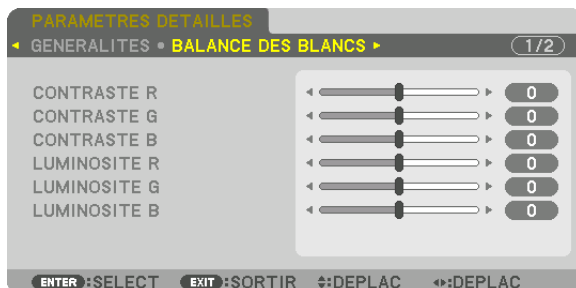 PARAMETRES DETAILLES
GENERALITES • BALANCE DES BLANCS 1/2
CONTRASTE R 0
CONTRASTE G 0
CONTRASTE B 0
LUMINOSITE R 0
LUMINOSITE G 0
LUMINOSITE B 0
ENTER :SELECT EXIT :SORTIR :DEPLAC :DEPLAC